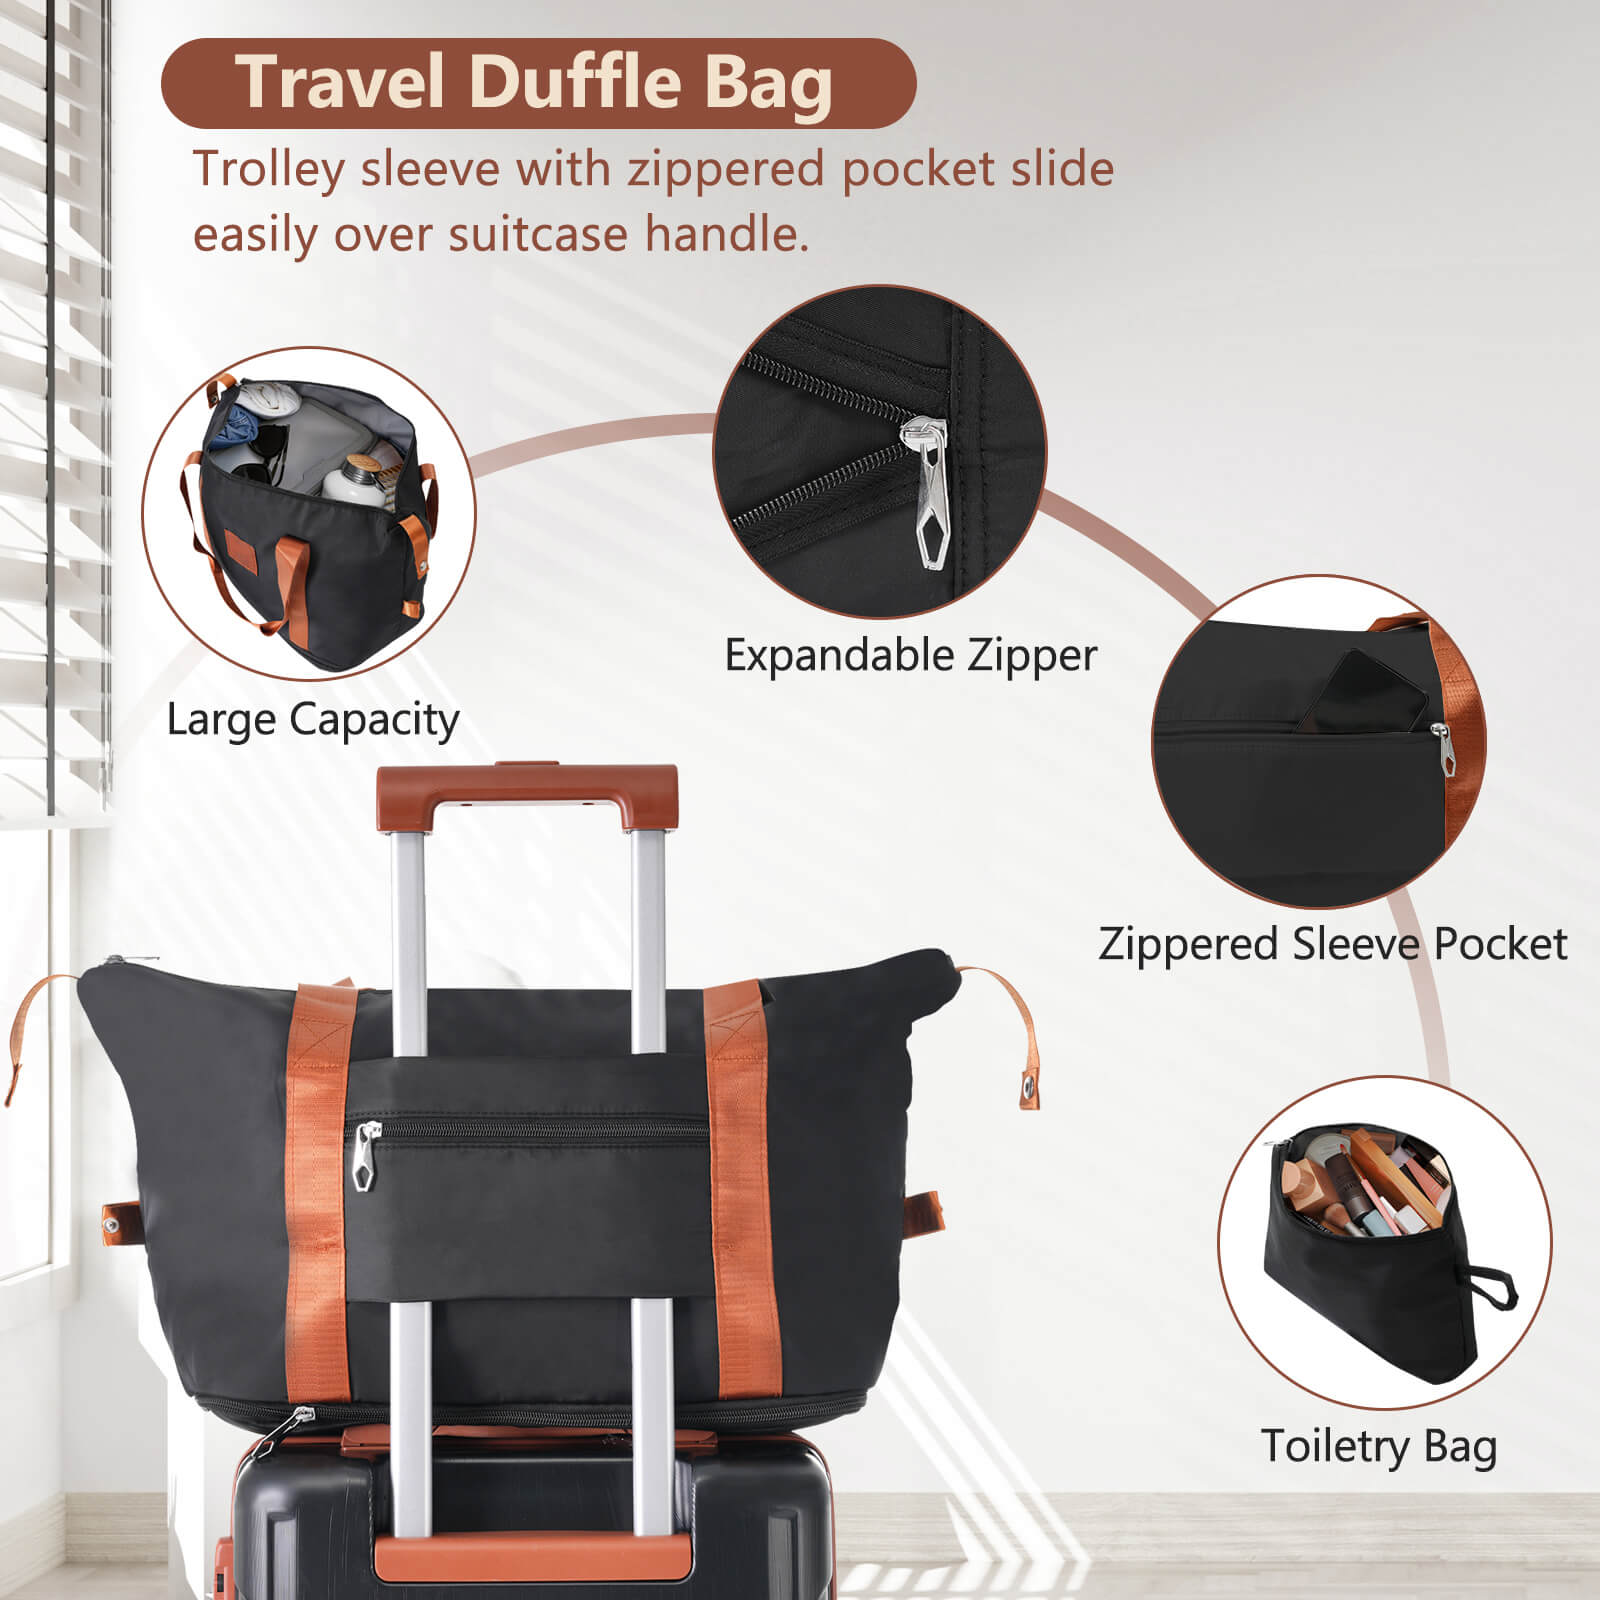 Travel Duffle Bag
Trolley sleeve with zippered pocket slide
easily over suitcase handle.
Large Capacity
Expandable Zipper
Zippered Sleeve Pocket
Toiletry Bag